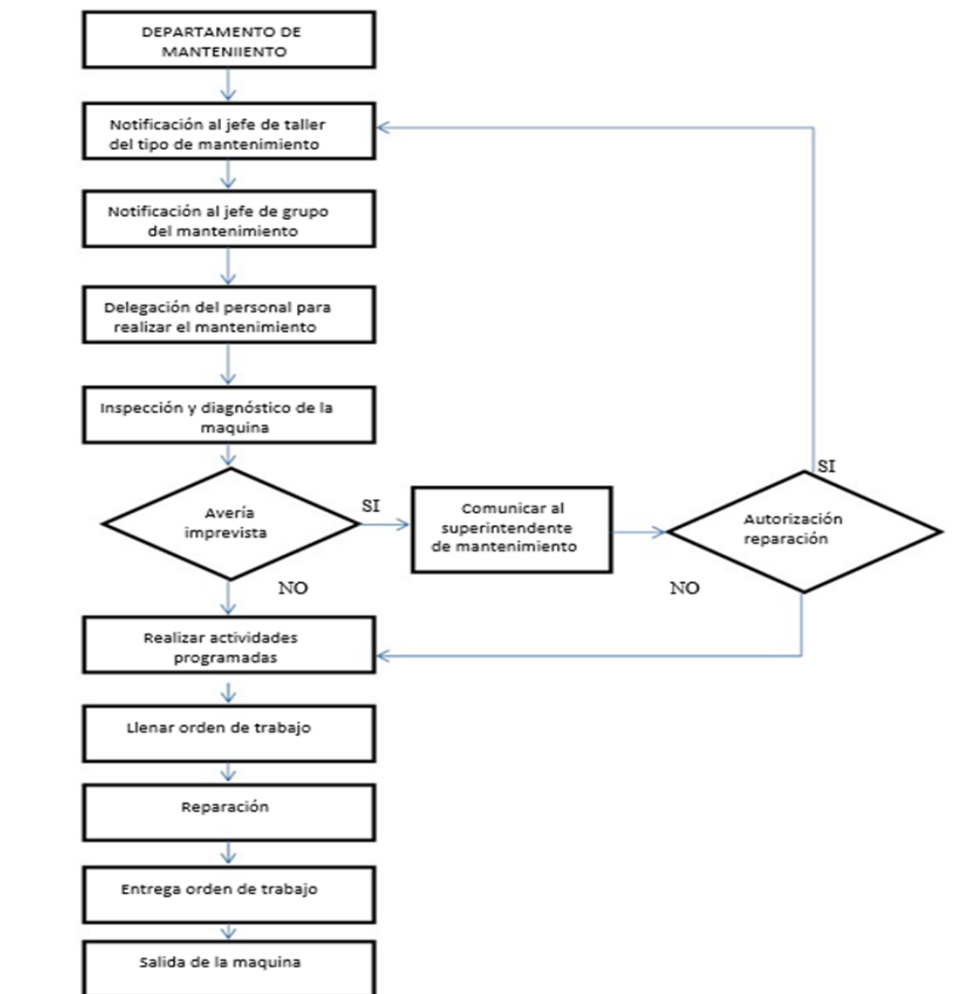 DEPARTAMENTO DE
MANTENIIENTO
Notificación al jefe de taller
del tipo de mantenimiento
Notificación al jefe de grupo
del mantenimiento
Delegación del personal para
realizar el mantenimiento
Inspección y diagnóstico de la
maquina
Avería
imprevista
SI
NO
Comunicar al
superintendente
de mantenimiento
Autorización
reparación
SI
NO
Realizar actividades
programadas
Llenar orden de trabajo
Reparación
Entrega orden de trabajo
Salida de la maquina